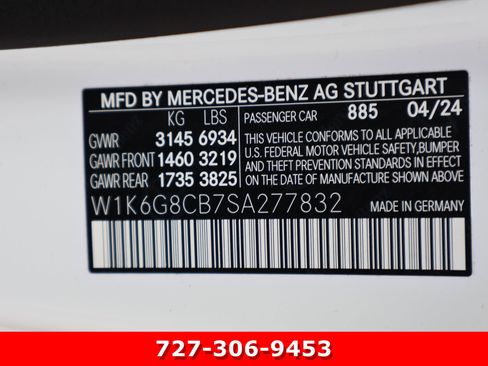 MFD BY MERCEDES-BENZ AG STUTTGART
KG LBS PASSENGER CAR 885 04/24
GVWR 3145 6934
GAWR FRONT 1460 3219
GAWR REAR 1735 3825
THIS VEHICLE CONFORMS TO ALL APPLICABLE
U.S. FEDERAL MOTOR VEHICLE SAFETY,BUMPER
AND THEFT PREVENTION STANDARDS IN EFFECT
ON THE DATE OF MANUFACTURE SHOWN ABOVE.
W1K6G8CB7SA277832 MADE IN GERMANY
727-306-9453